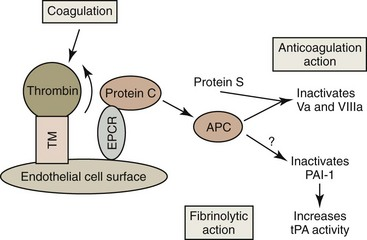 Coagulation
Thrombin
Protein C
TM
EPCR
Endothelial cell surface
Protein S
APC
Anticoagulation
action
Inactivates
Va and VIIIa
?
Inactivates
PAI-1
Increases
tPA activity
Fibrinolytic
action